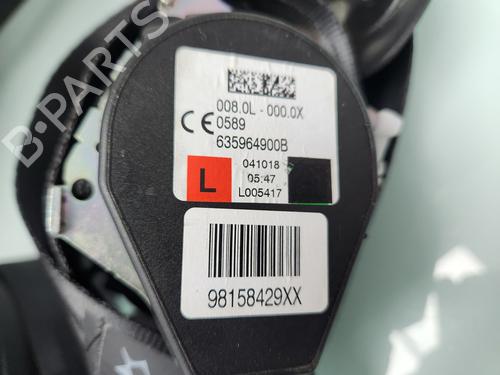 008.0L - 000.0X
CE 0589
635964900B
L
041018
05:47
L005417
98158429XX
B-PARTS